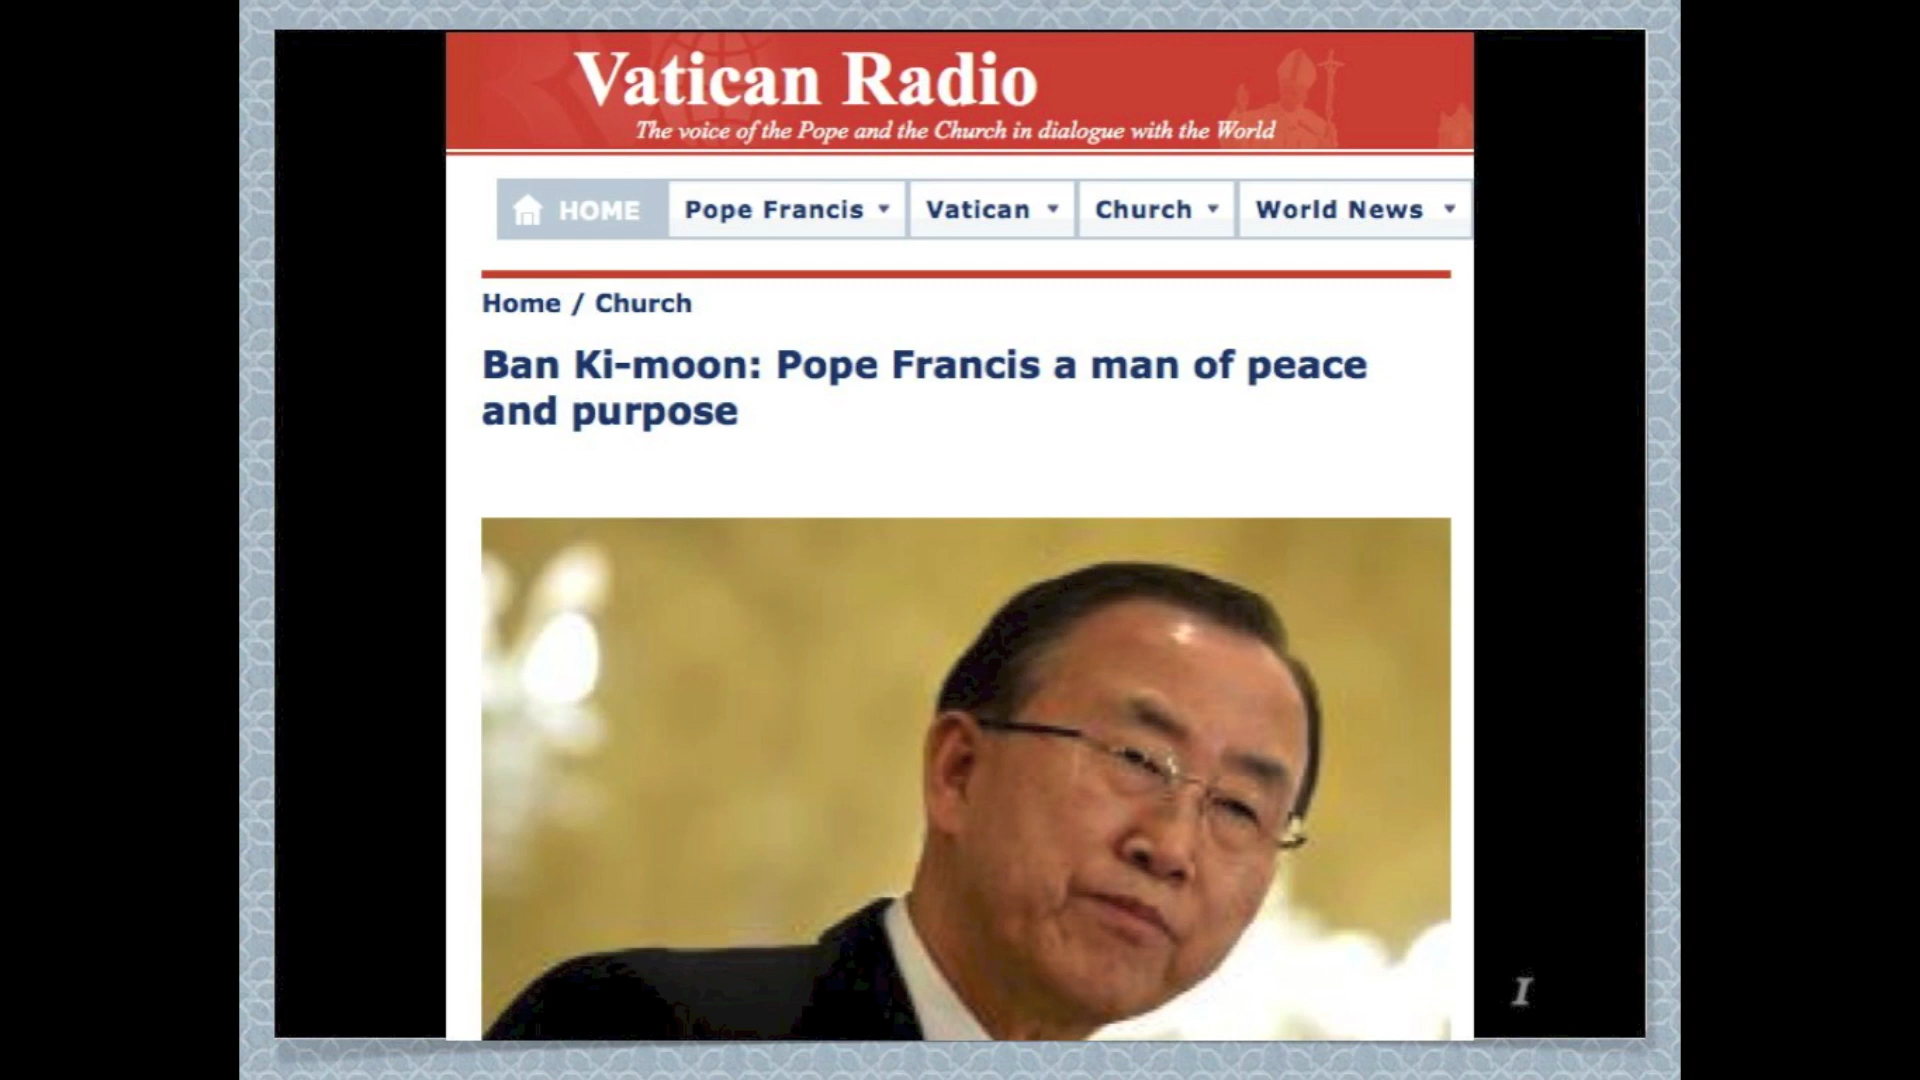 Vatican Radio
The voice of the Pope and the Church in dialogue with the World
HOME Pope Francis Vatican Church World News
Home / Church
Ban Ki-moon: Pope Francis a man of peace
and purpose
I